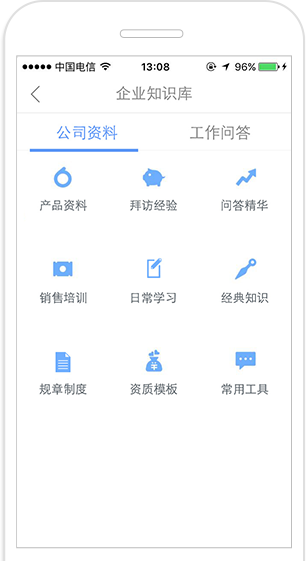 中国电信 13:08 96%
企业知识库
公司资料 工作问答
产品资料 拜访经验 问答精华
销售培训 日常学习 经典知识
规章制度 资质模板 常用工具